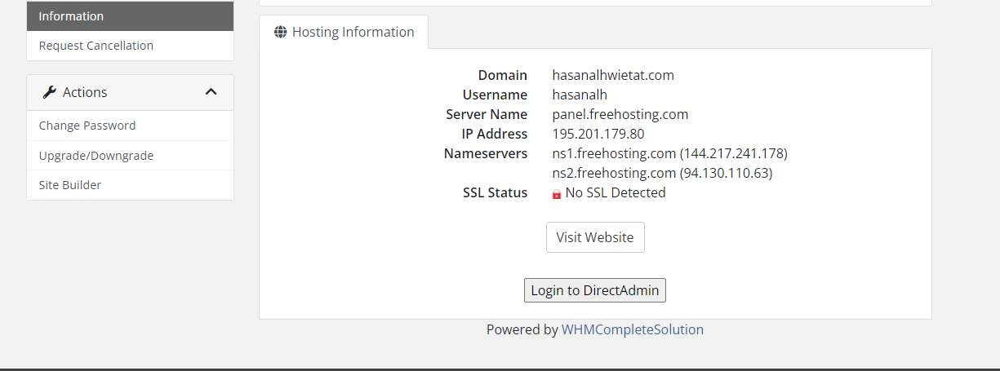 Information
Request Cancellation
Actions
Change Password
Upgrade/Downgrade
Site Builder
Hosting Information
Domain hasanalhwietat.com
Username hasanalh
Server Name panel.freehosting.com
IP Address 195.201.179.80
Nameservers ns1.freehosting.com (144.217.241.178)
ns2.freehosting.com (94.130.110.63)
SSL Status No SSL Detected
Visit Website
Login to DirectAdmin
Powered by WHMCompleteSolution